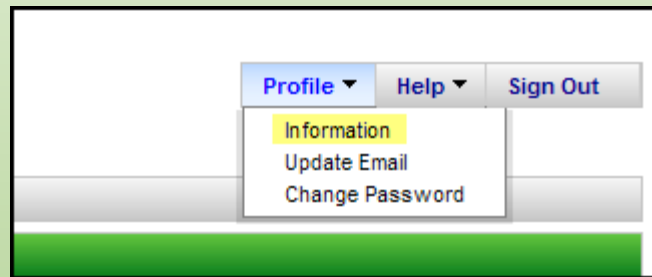 Profile Help Sign Out
Information
Update Email
Change Password